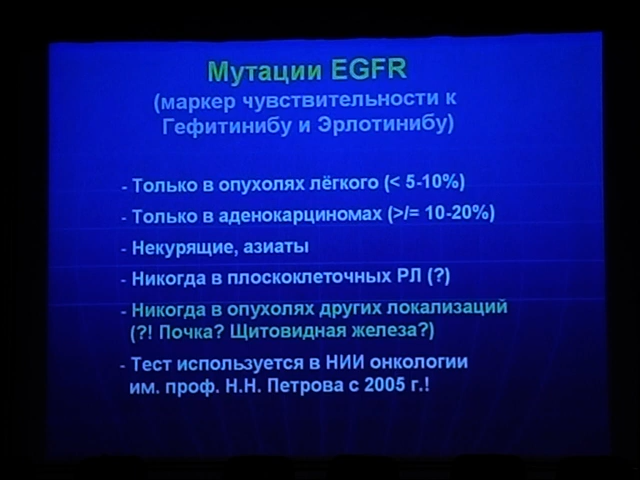 Мутации EGFR
(маркер чувствительности к
Гефитинибу и Эрлотинибу)
- Только в опухолях лёгкого (< 5-10%)
- Только в аденокарциномах (>/= 10-20%)
- Некурящие, азиаты
- Никогда в плоскоклеточных РЛ (?)
- Никогда в опухолях других локализаций
(?! Почка? Щитовидная железа?)
- Тест используется в НИИ онкологии
им. проф. Н.Н. Петрова с 2005 г.!